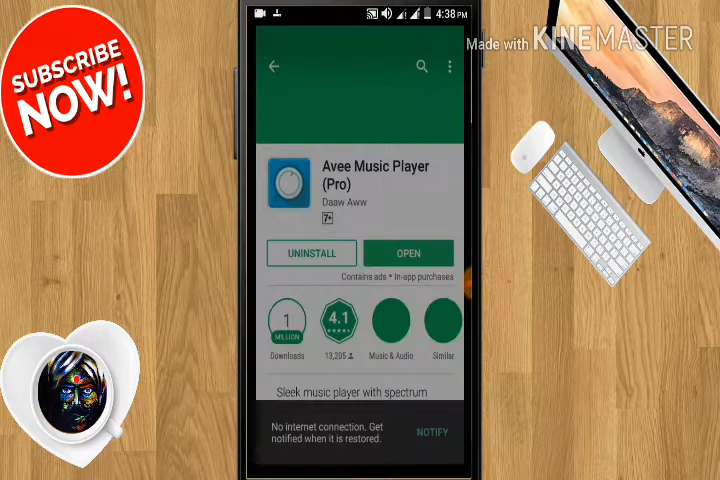 SUBSCRIBE
NOW!
4:38 PM
Made with KINEMASTER
Avee Music Player
(Pro)
Daaw Aww
7+
UNINSTALL
OPEN
Contains ads • In-app purchases
1
MILLION
4.1
Downloads
13,205
Music & Audio
Similar
Sleek music player with spectrum
No internet connection. Get
notified when it is restored.
NOTIFY